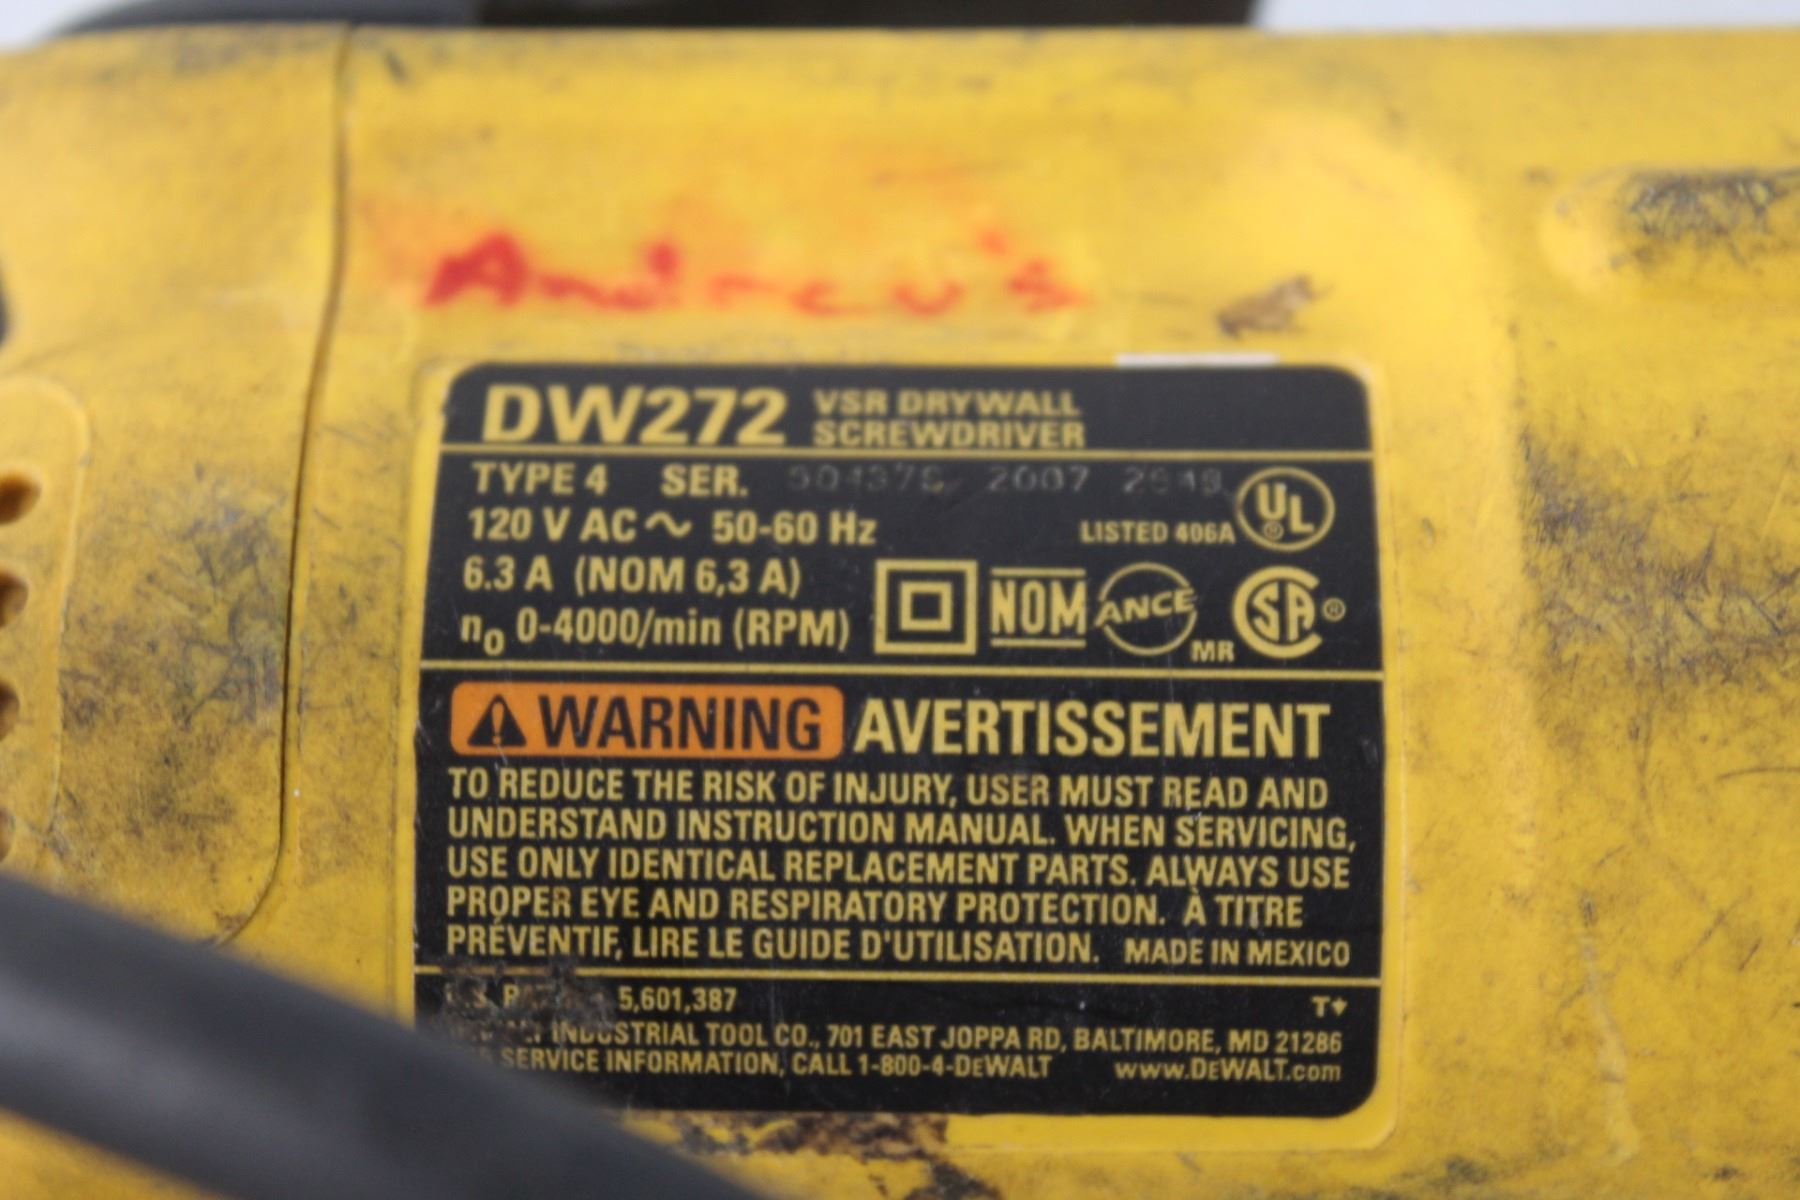 DW272 VSR DRYWALL
SCREWDRIVER
TYPE 4 SER. 2007
120 V AC ~ 50-60 Hz
LISTED 406A UL ®
6.3 A (NOM 6,3 A)
n₀ 0-4000/min (RPM)
NOM ANCE MR SA ®
WARNING AVERTISSEMENT
TO REDUCE THE RISK OF INJURY, USER MUST READ AND
UNDERSTAND INSTRUCTION MANUAL. WHEN SERVICING,
USE ONLY IDENTICAL REPLACEMENT PARTS. ALWAYS USE
PROPER EYE AND RESPIRATORY PROTECTION. À TITRE
PRÉVENTIF, LIRE LE GUIDE D'UTILISATION. MADE IN MEXICO
5,601,387
INDUSTRIAL TOOL CO., 701 EAST JOPPA RD, BALTIMORE, MD 21286
SERVICE INFORMATION, CALL 1-800-4-DEWALT www.DEWALT.com